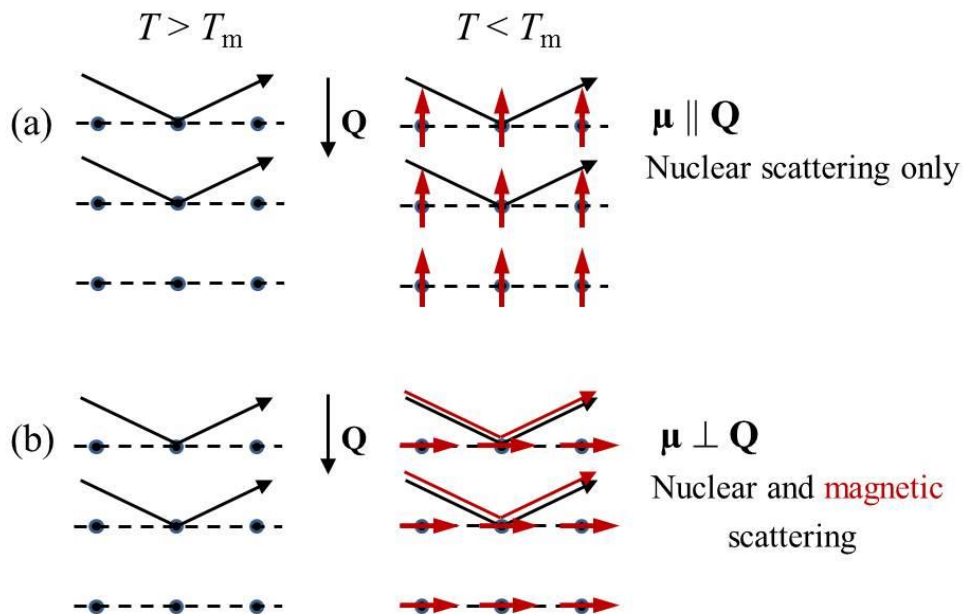 T > Tm T < Tm
(a) Q μ ∥ Q
Nuclear scattering only
(b) Q μ ⊥ Q
Nuclear and magnetic
scattering